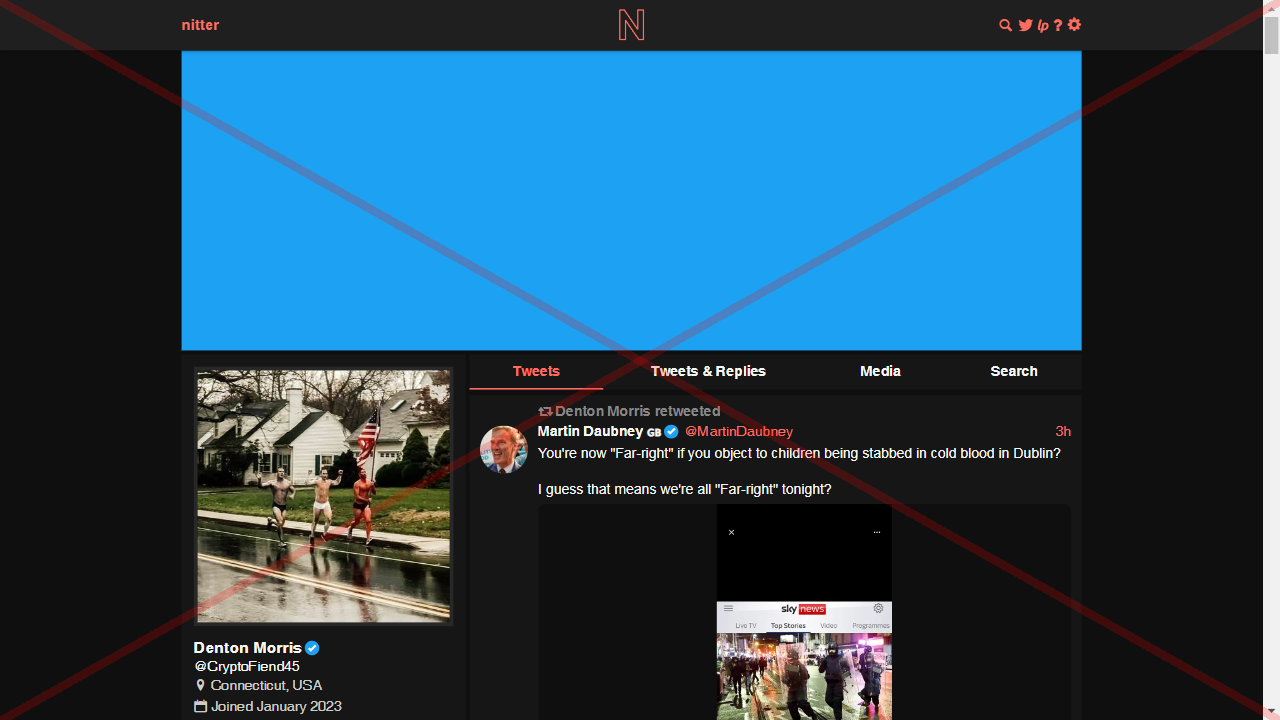 nitter
N
lp ?
Tweets
Tweets & Replies
Media
Search
Denton Morris retweeted
Martin Daubney GB @MartinDaubney 3h
You're now "Far-right" if you object to children being stabbed in cold blood in Dublin?
I guess that means we're all "Far-right" tonight?
sky news
Live TV Top Stories Video Programmes
Denton Morris
@CryptoFiend45
Connecticut, USA
Joined January 2023